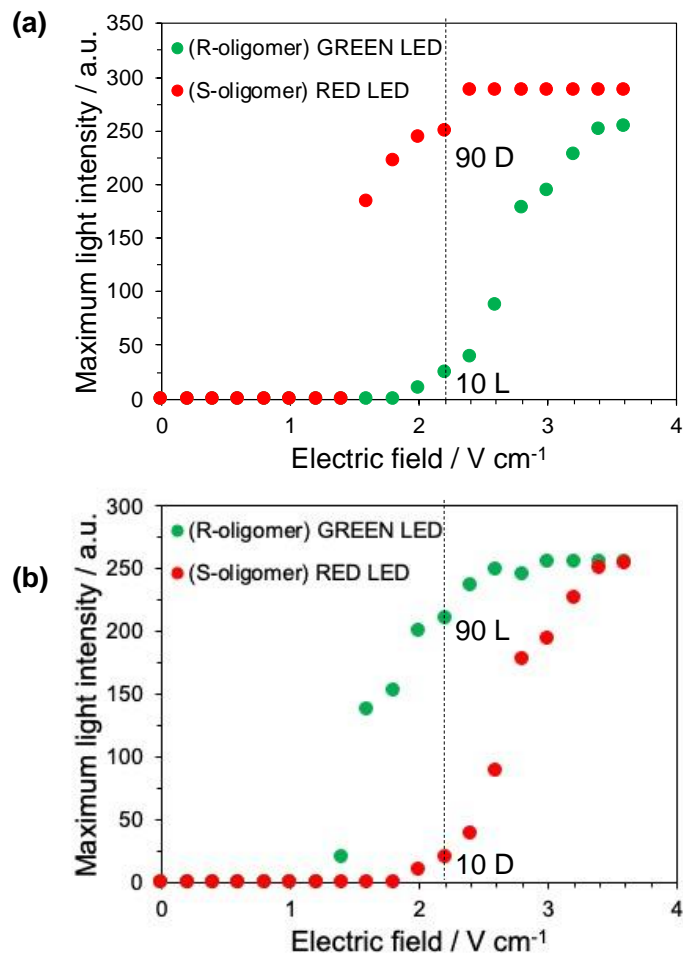 (a)
Maximum light intensity / a.u.
350
300
250
200
150
100
50
0
(R-oligomer) GREEN LED
(S-oligomer) RED LED
90 D
10 L
0 1 2 3 4
Electric field / V cm⁻¹
(b)
Maximum light intensity / a.u.
300
250
200
150
100
50
0
(R-oligomer) GREEN LED
(S-oligomer) RED LED
90 L
10 D
0 1 2 3 4
Electric field / V cm⁻¹